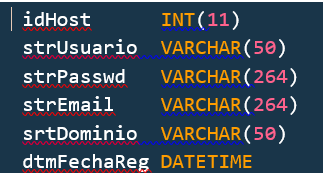 idHost INT(11)
strUsuario VARCHAR(50)
strPasswd VARCHAR(264)
strEmail VARCHAR(264)
srtDominio VARCHAR(50)
dtmFechaReg DATETIME